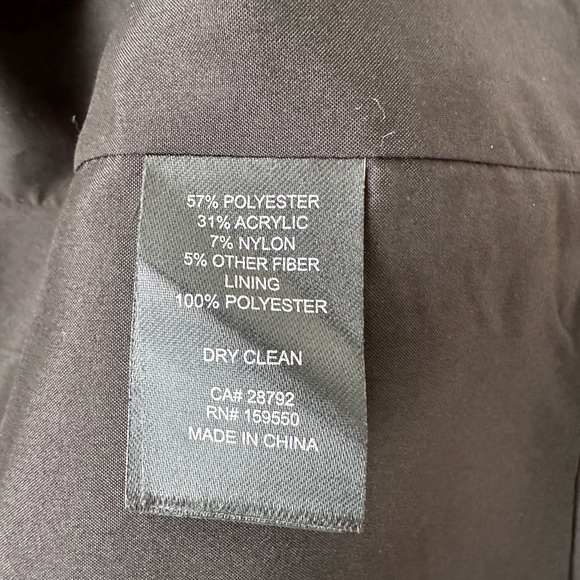 57% POLYESTER
31% ACRYLIC
7% NYLON
5% OTHER FIBER
LINING
100% POLYESTER
DRY CLEAN
CA# 28792
RN# 159550
MADE IN CHINA